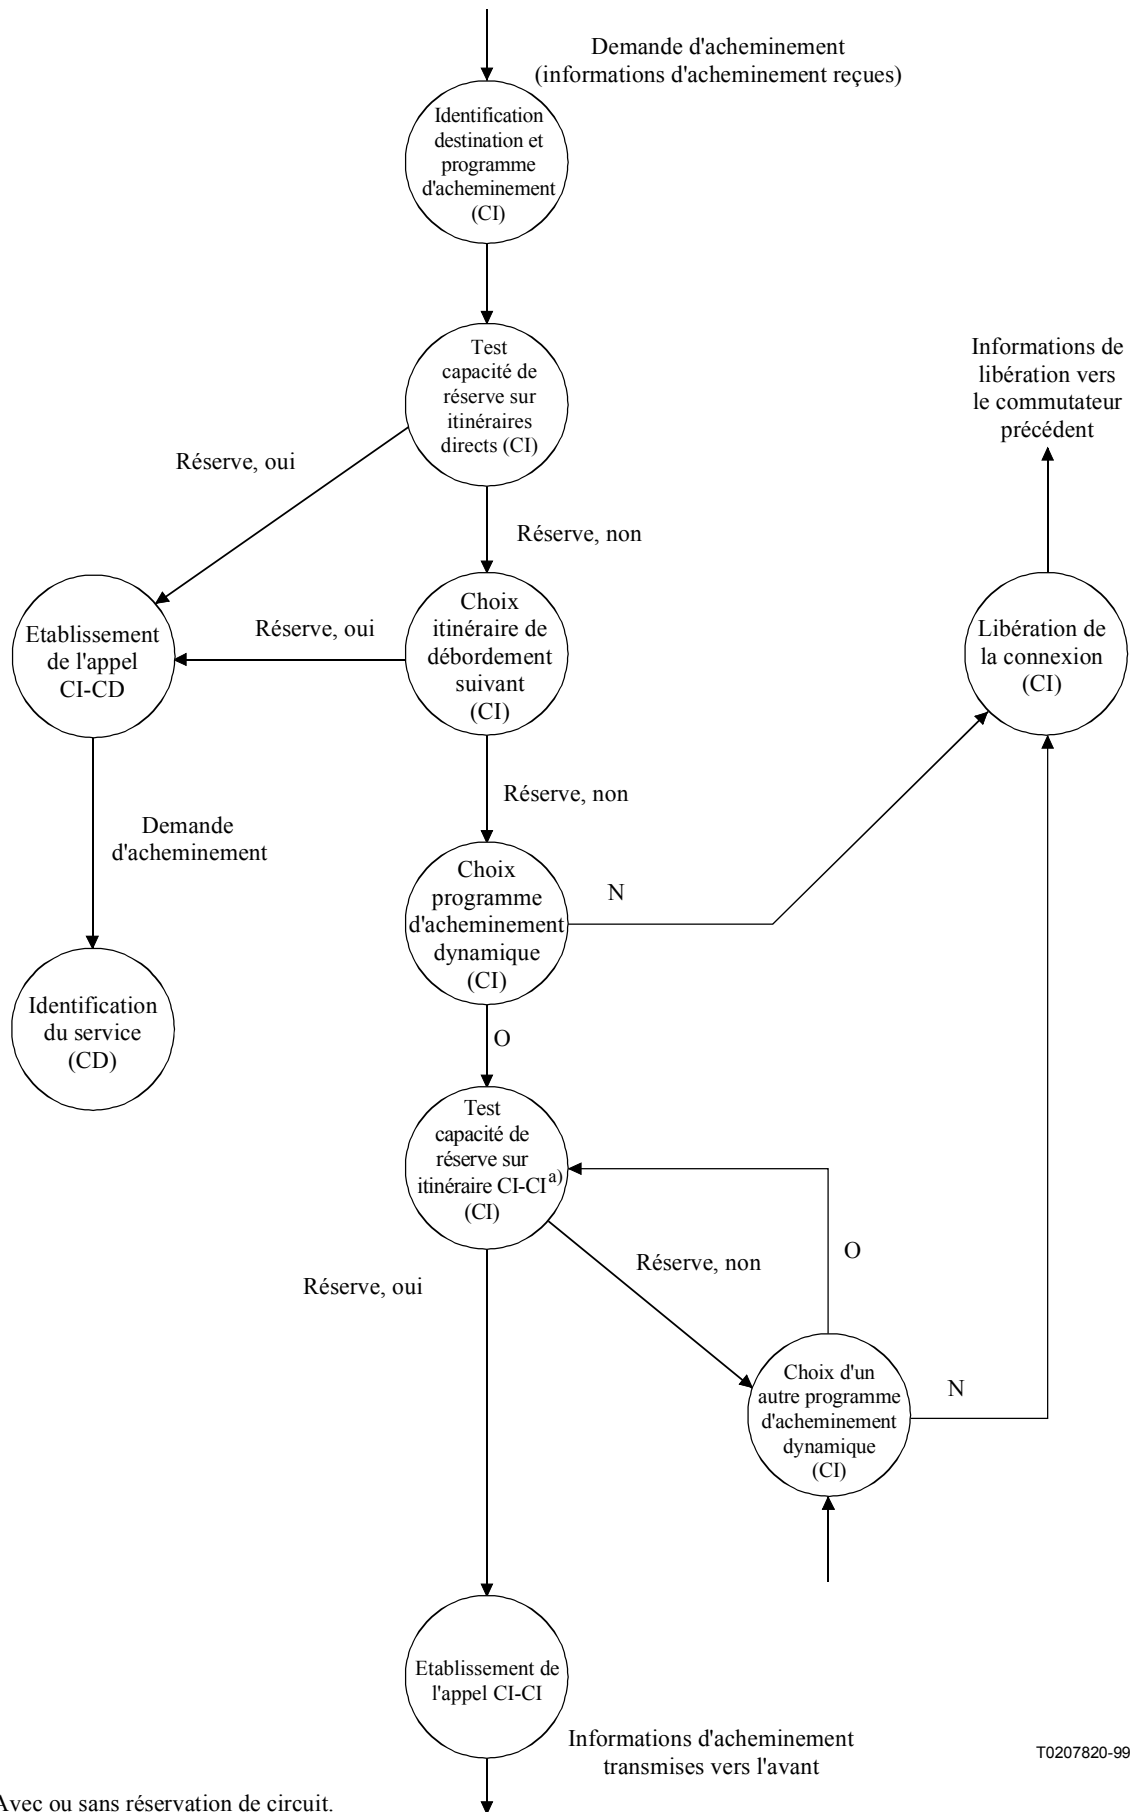 Demande d'acheminement
(informations d'acheminement reçues)
Identification
destination et
programme
d'acheminement
(CI)
Test
capacité de
réserve sur
itinéraires
directs (CI)
Informations de
libération vers
le commutateur
précédent
Réserve, oui
Réserve, non
Etablissement
de l'appel
CI-CD
Réserve, oui
Choix
itinéraire de
débordement
suivant
(CI)
Libération de
la connexion
(CI)
Réserve, non
Demande
d'acheminement
Choix
programme
d'acheminement
dynamique
(CI)
N
Identification
du service
(CD)
O
Test
capacité de
réserve sur
itinéraire CI-CI a)
(CI)
O
Réserve, non
Réserve, oui
Choix d'un
autre programme
d'acheminement
dynamique
(CI)
N
Etablissement de
l'appel CI-CI
Informations d'acheminement
transmises vers l'avant
T0207820-99
Avec ou sans réservation de circuit.